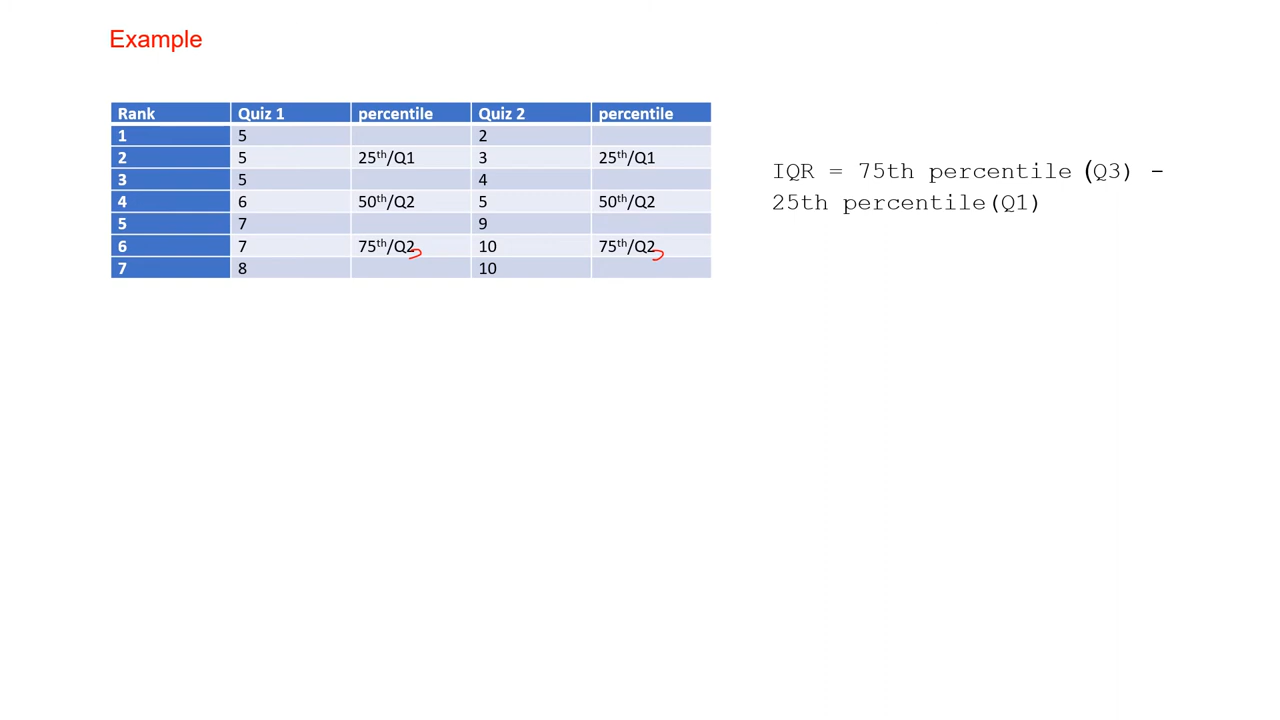 Example
Rank Quiz 1 percentile Quiz 2 percentile
1 5 2
2 5 25th/Q1 3 25th/Q1
3 5 4
4 6 50th/Q2 5 50th/Q2
5 7 9
6 7 75th/Q2 10 75th/Q2
7 8 10
IQR = 75th percentile (Q3) -
25th percentile(Q1)